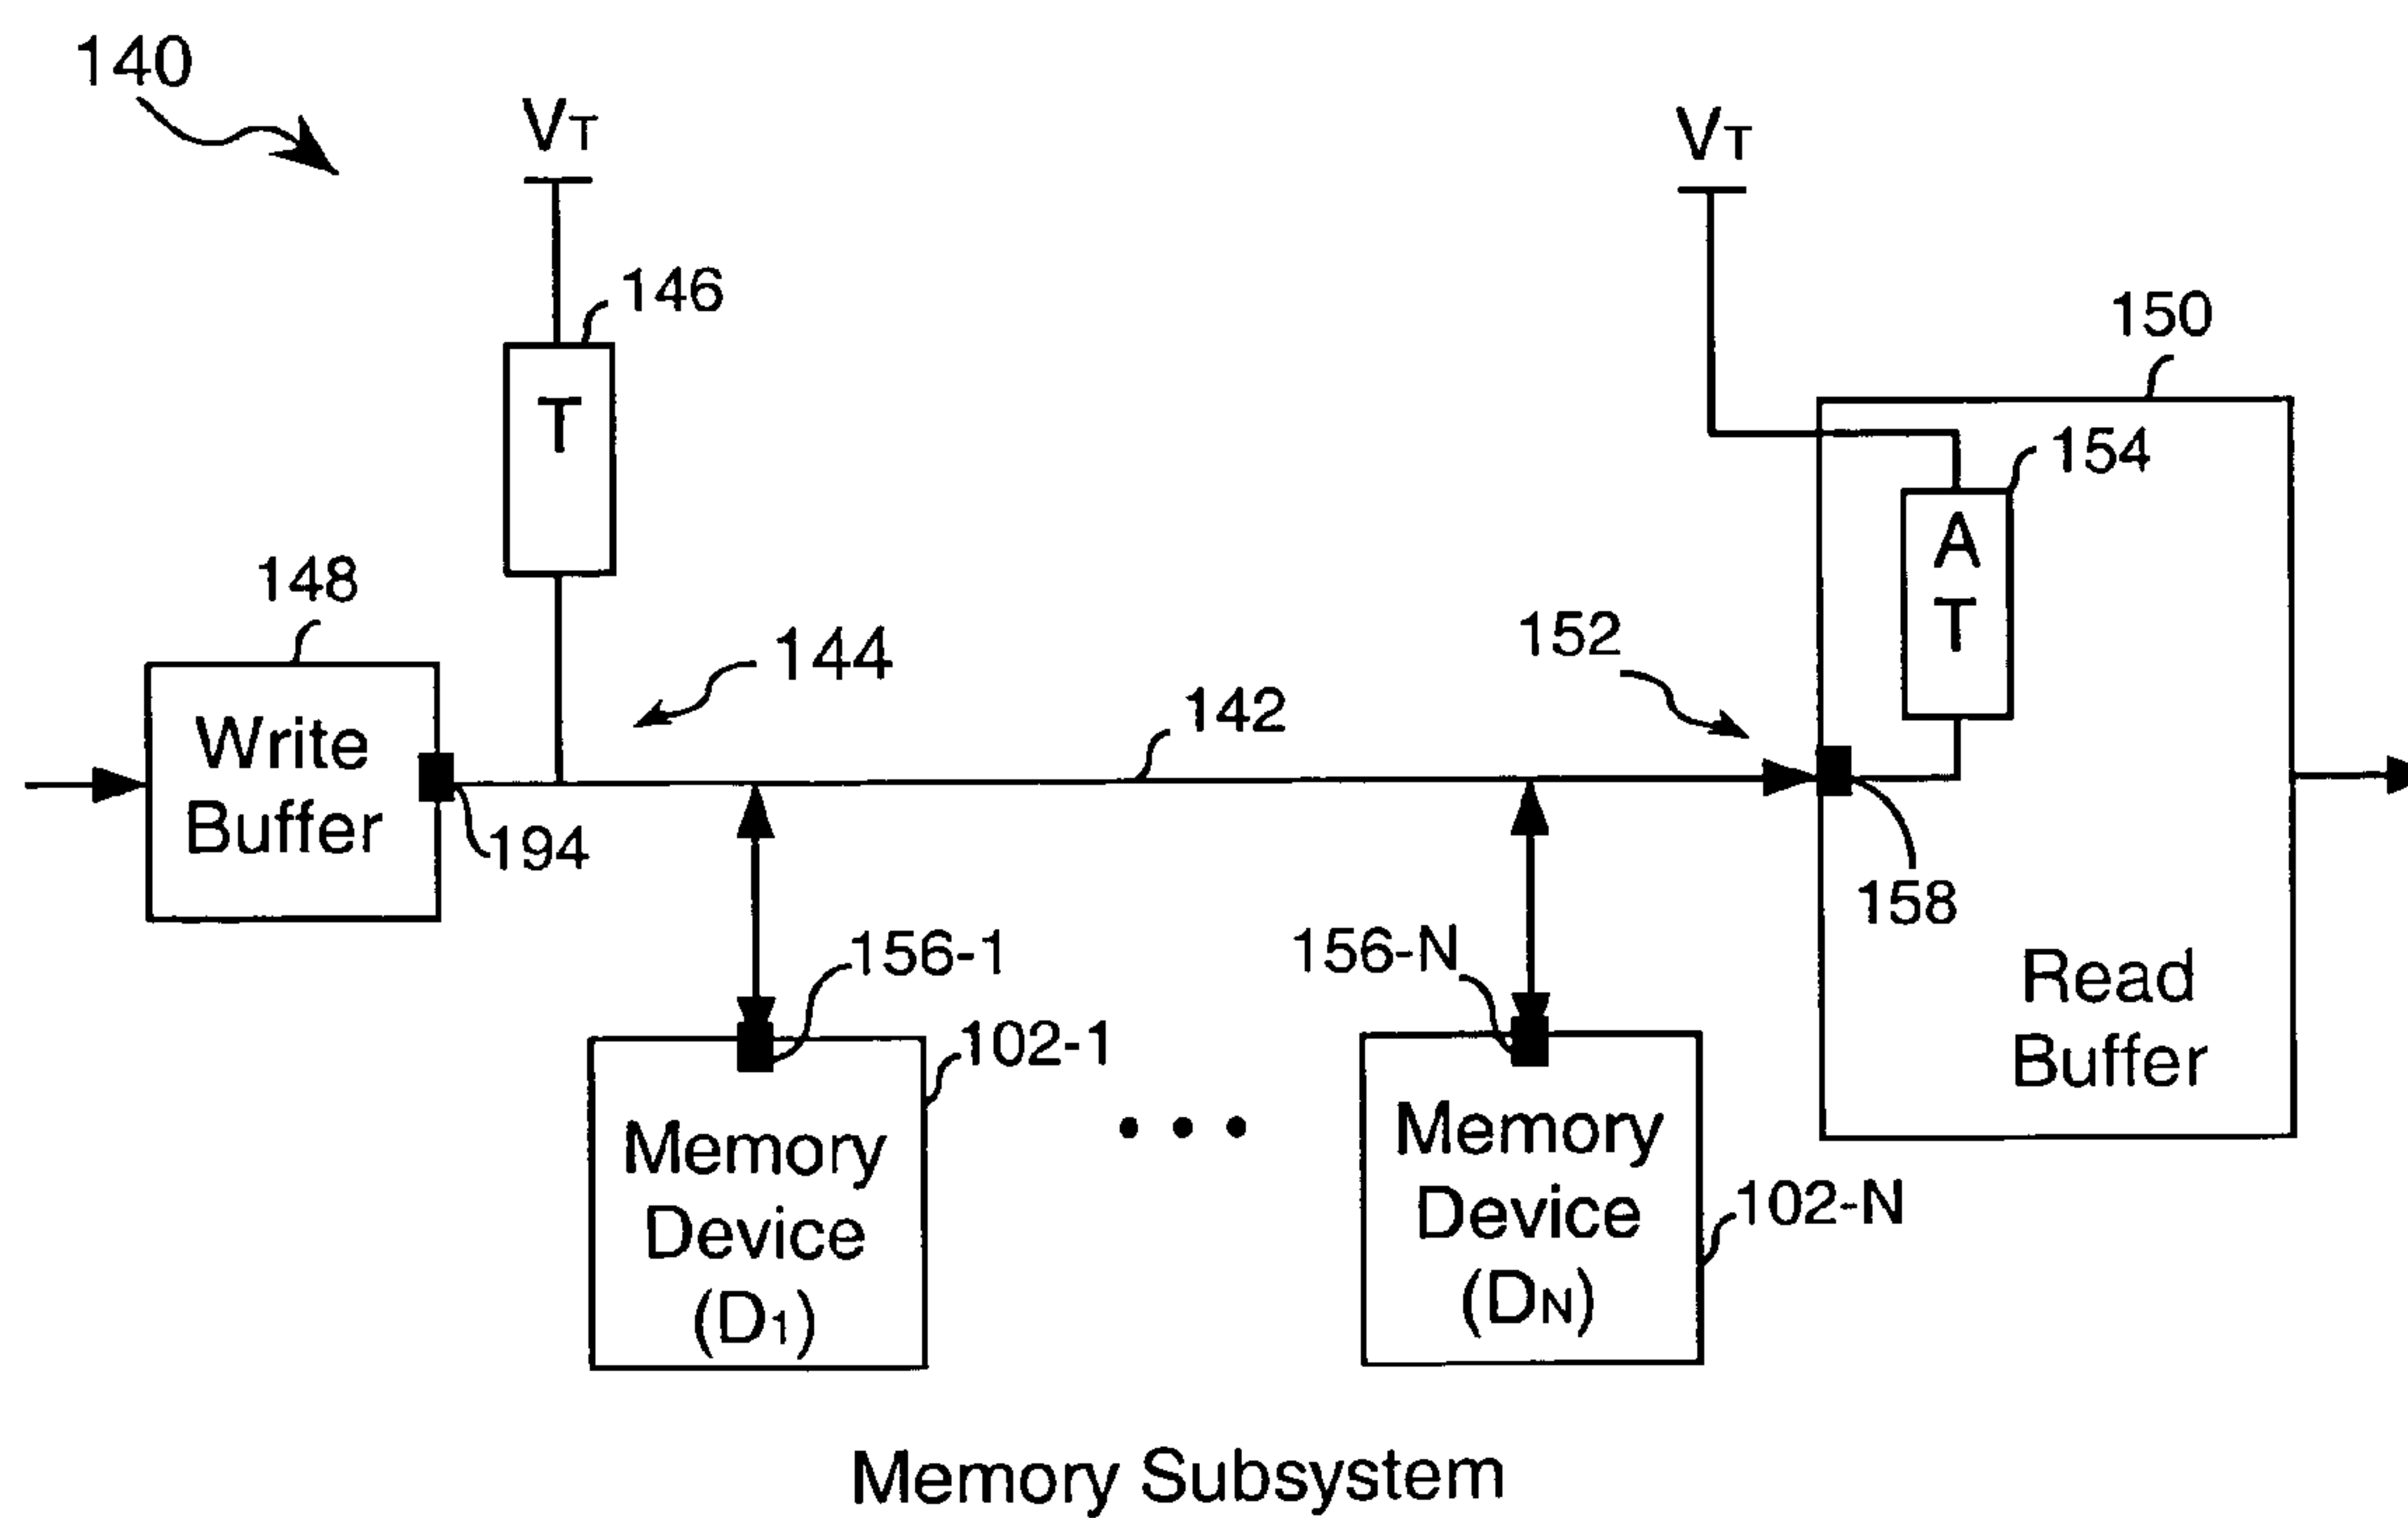 140
VT
VT
146
150
T
154
A
T
148
144
152
142
Write
Buffer
194
158
156-1
156-N
Read
Buffer
102-1
Memory
Device
(D1)
• • •
Memory
Device
(DN)
102-N
Memory Subsystem